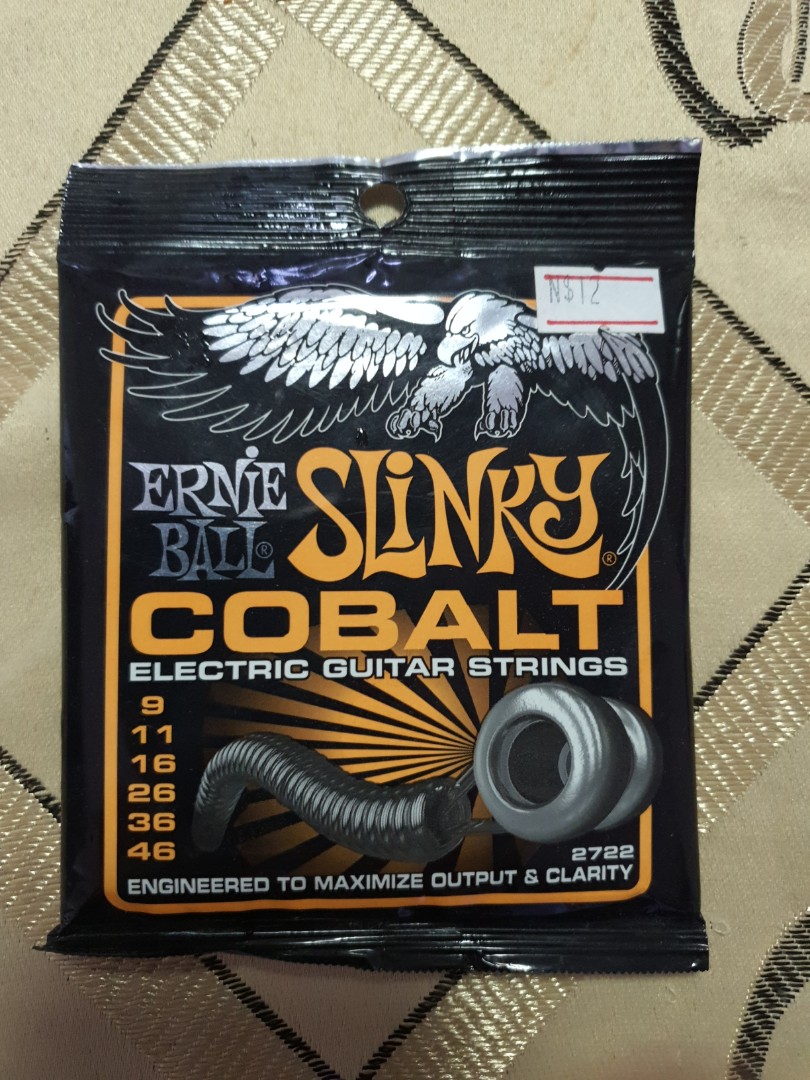 N$12
ERNiE
BALL®
SLiNKY®
COBALT
ELECTRIC GUITAR STRINGS
9
11
16
26
36
46
2722
ENGINEERED TO MAXIMIZE OUTPUT & CLARITY